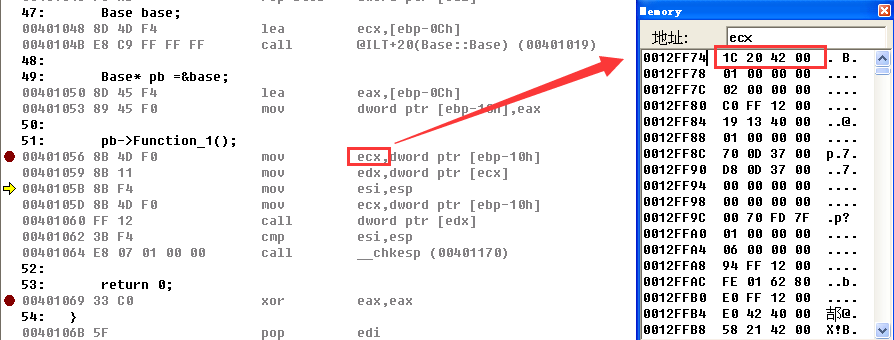 47:      Base base;
00401048 8D 4D F4 lea ecx,[ebp-0Ch]
0040104B E8 C9 FF FF FF call @ILT+20(Base::Base) (00401019)
48:
49:      Base* pb =&base;
00401050 8D 45 F4 lea eax,[ebp-0Ch]
00401053 89 45 F0 mov dword ptr [ebp-10h],eax
50:
51:      pb->Function_1();
00401056 8B 4D F0 mov ecx,dword ptr [ebp-10h]
00401059 8B 11 mov edx,dword ptr [ecx]
0040105B 8B F4 mov esi,esp
0040105D 8B 4D F0 mov ecx,dword ptr [ebp-10h]
00401060 FF 12 call dword ptr [edx]
00401062 3B F4 cmp esi,esp
00401064 E8 07 01 00 00 call __chkesp (00401170)
52:
53:      return 0;
00401069 33 C0 xor eax,eax
54:  }
0040106B 5F pop edi
Memory
地址: ecx
0012FF74 1C 20 42 00 . B.
0012FF78 01 00 00 00 ....
0012FF7C 02 00 00 00 ....
0012FF80 C0 FF 12 00 ....
0012FF84 19 13 40 00 ..@.
0012FF88 01 00 00 00 ....
0012FF8C 70 0D 37 00 p.7.
0012FF90 D8 0D 37 00 ..7.
0012FF94 00 00 00 00 ....
0012FF98 00 00 00 00 ....
0012FF9C 00 70 FD 7F .p?
0012FFA0 01 00 00 00 ....
0012FFA4 06 00 00 00 ....
0012FFA8 94 FF 12 00 ....
0012FFAC FE 01 62 80 ..b.
0012FFB0 E0 FF 12 00 ....
0012FFB4 E0 42 40 00 郆@.
0012FFB8 58 21 42 00 X!B.